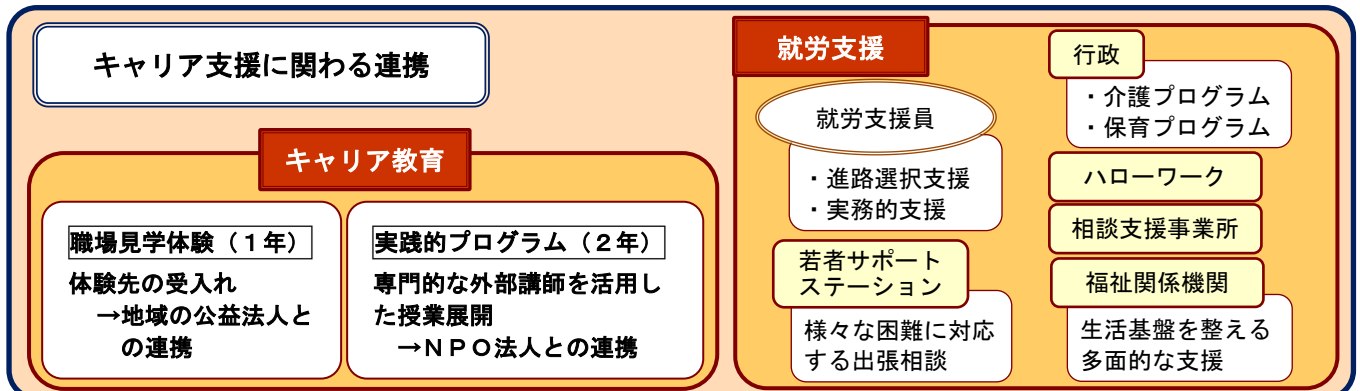 キャリア支援に関わる連携
キャリア教育
職場見学体験（１年）
体験先の受入れ
→地域の公益法人と
の連携
実践的プログラム（２年）
専門的な外部講師を活用し
た授業展開
→ＮＰＯ法人との連携
就労支援
就労支援員
・進路選択支援
・実務的支援
若者サポート
ステーション
様々な困難に対応
する出張相談
行政
・介護プログラム
・保育プログラム
ハローワーク
相談支援事業所
福祉関係機関
生活基盤を整える
多面的な支援